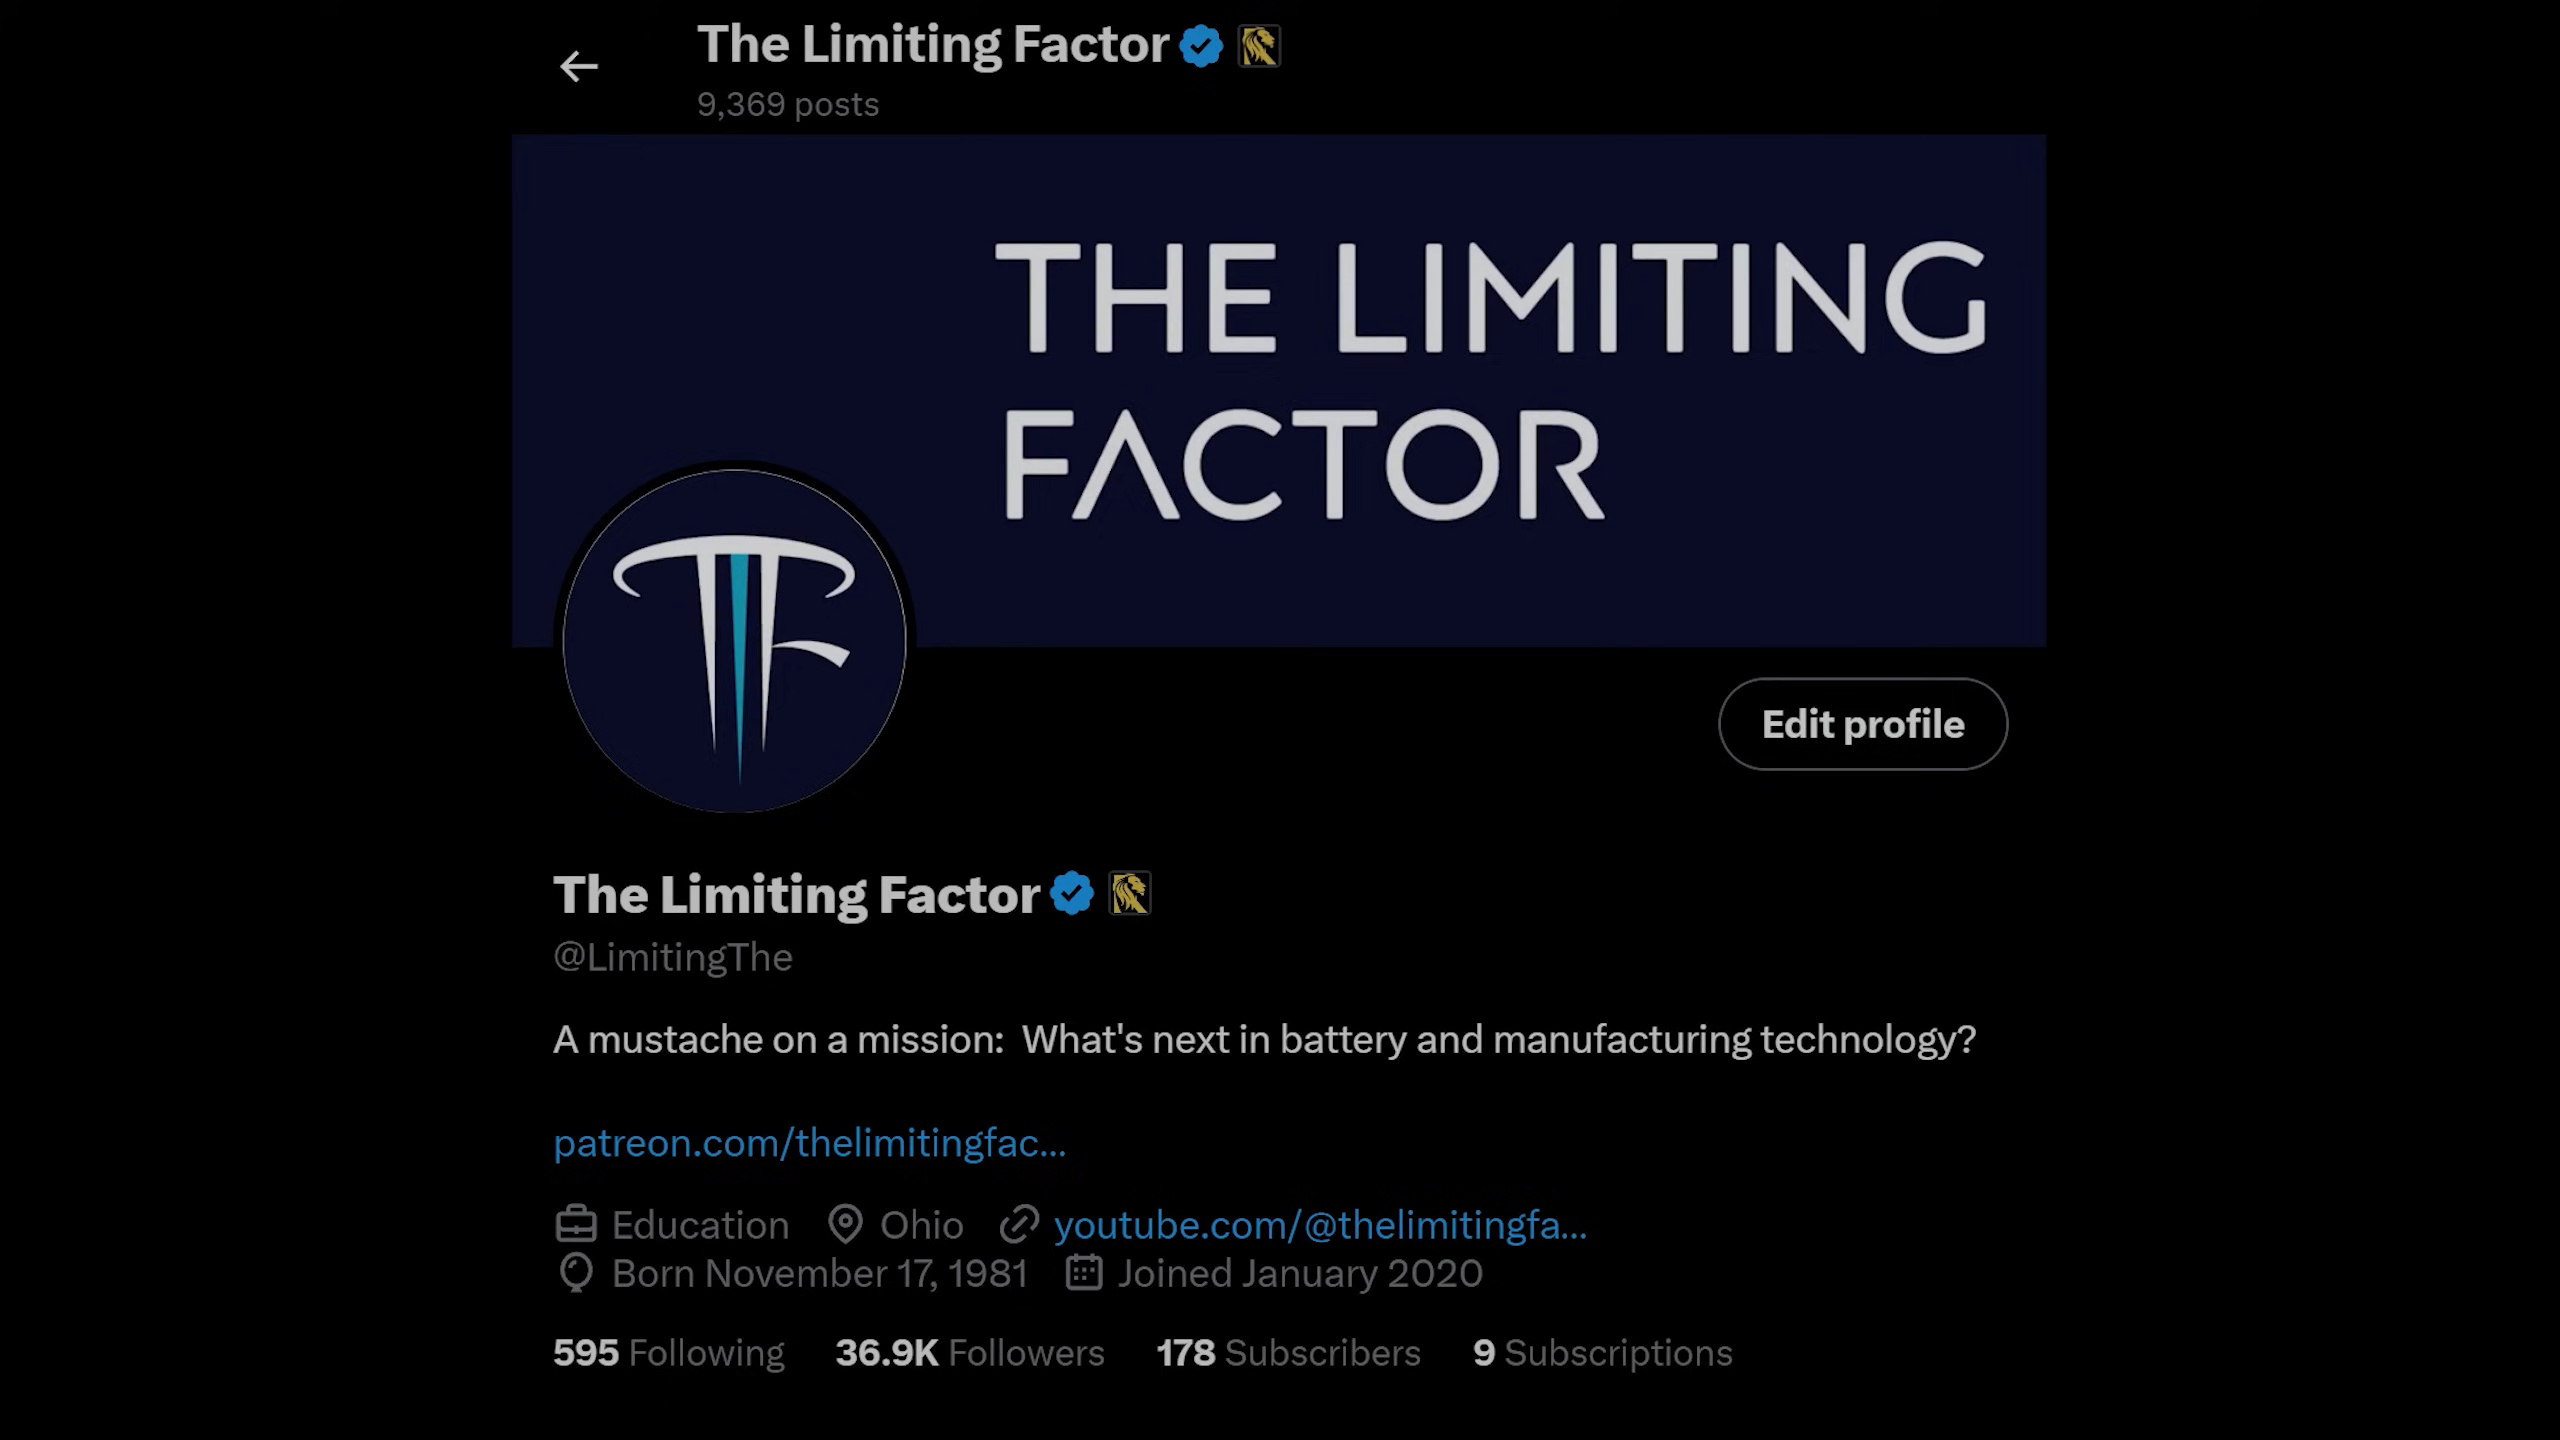 The Limiting Factor
9,369 posts
THE LIMITING
FACTOR
TF
Edit profile
The Limiting Factor
@LimitingThe
A mustache on a mission:  What's next in battery and manufacturing technology?
patreon.com/thelimitingfac...
Education Ohio youtube.com/@thelimitingfa...
Born November 17, 1981 Joined January 2020
595 Following 36.9K Followers 178 Subscribers 9 Subscriptions